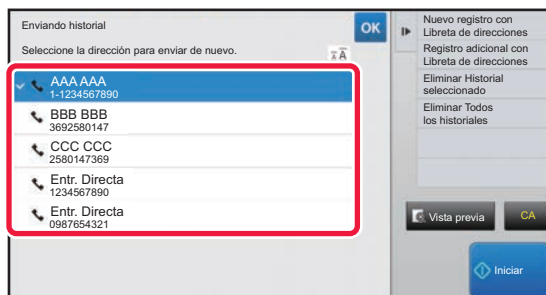 Enviando historial
OK
Seleccione la dirección para enviar de nuevo.
AAA AAA
1-1234567890
BBB BBB
3692580147
CCC CCC
2580147369
Entr. Directa
1234567890
Entr. Directa
0987654321
Nuevo registro con
Libreta de direcciones
Registro adicional con
Libreta de direcciones
Eliminar Historial
seleccionado
Eliminar Todos
los historiales
Vista previa
CA
Iniciar